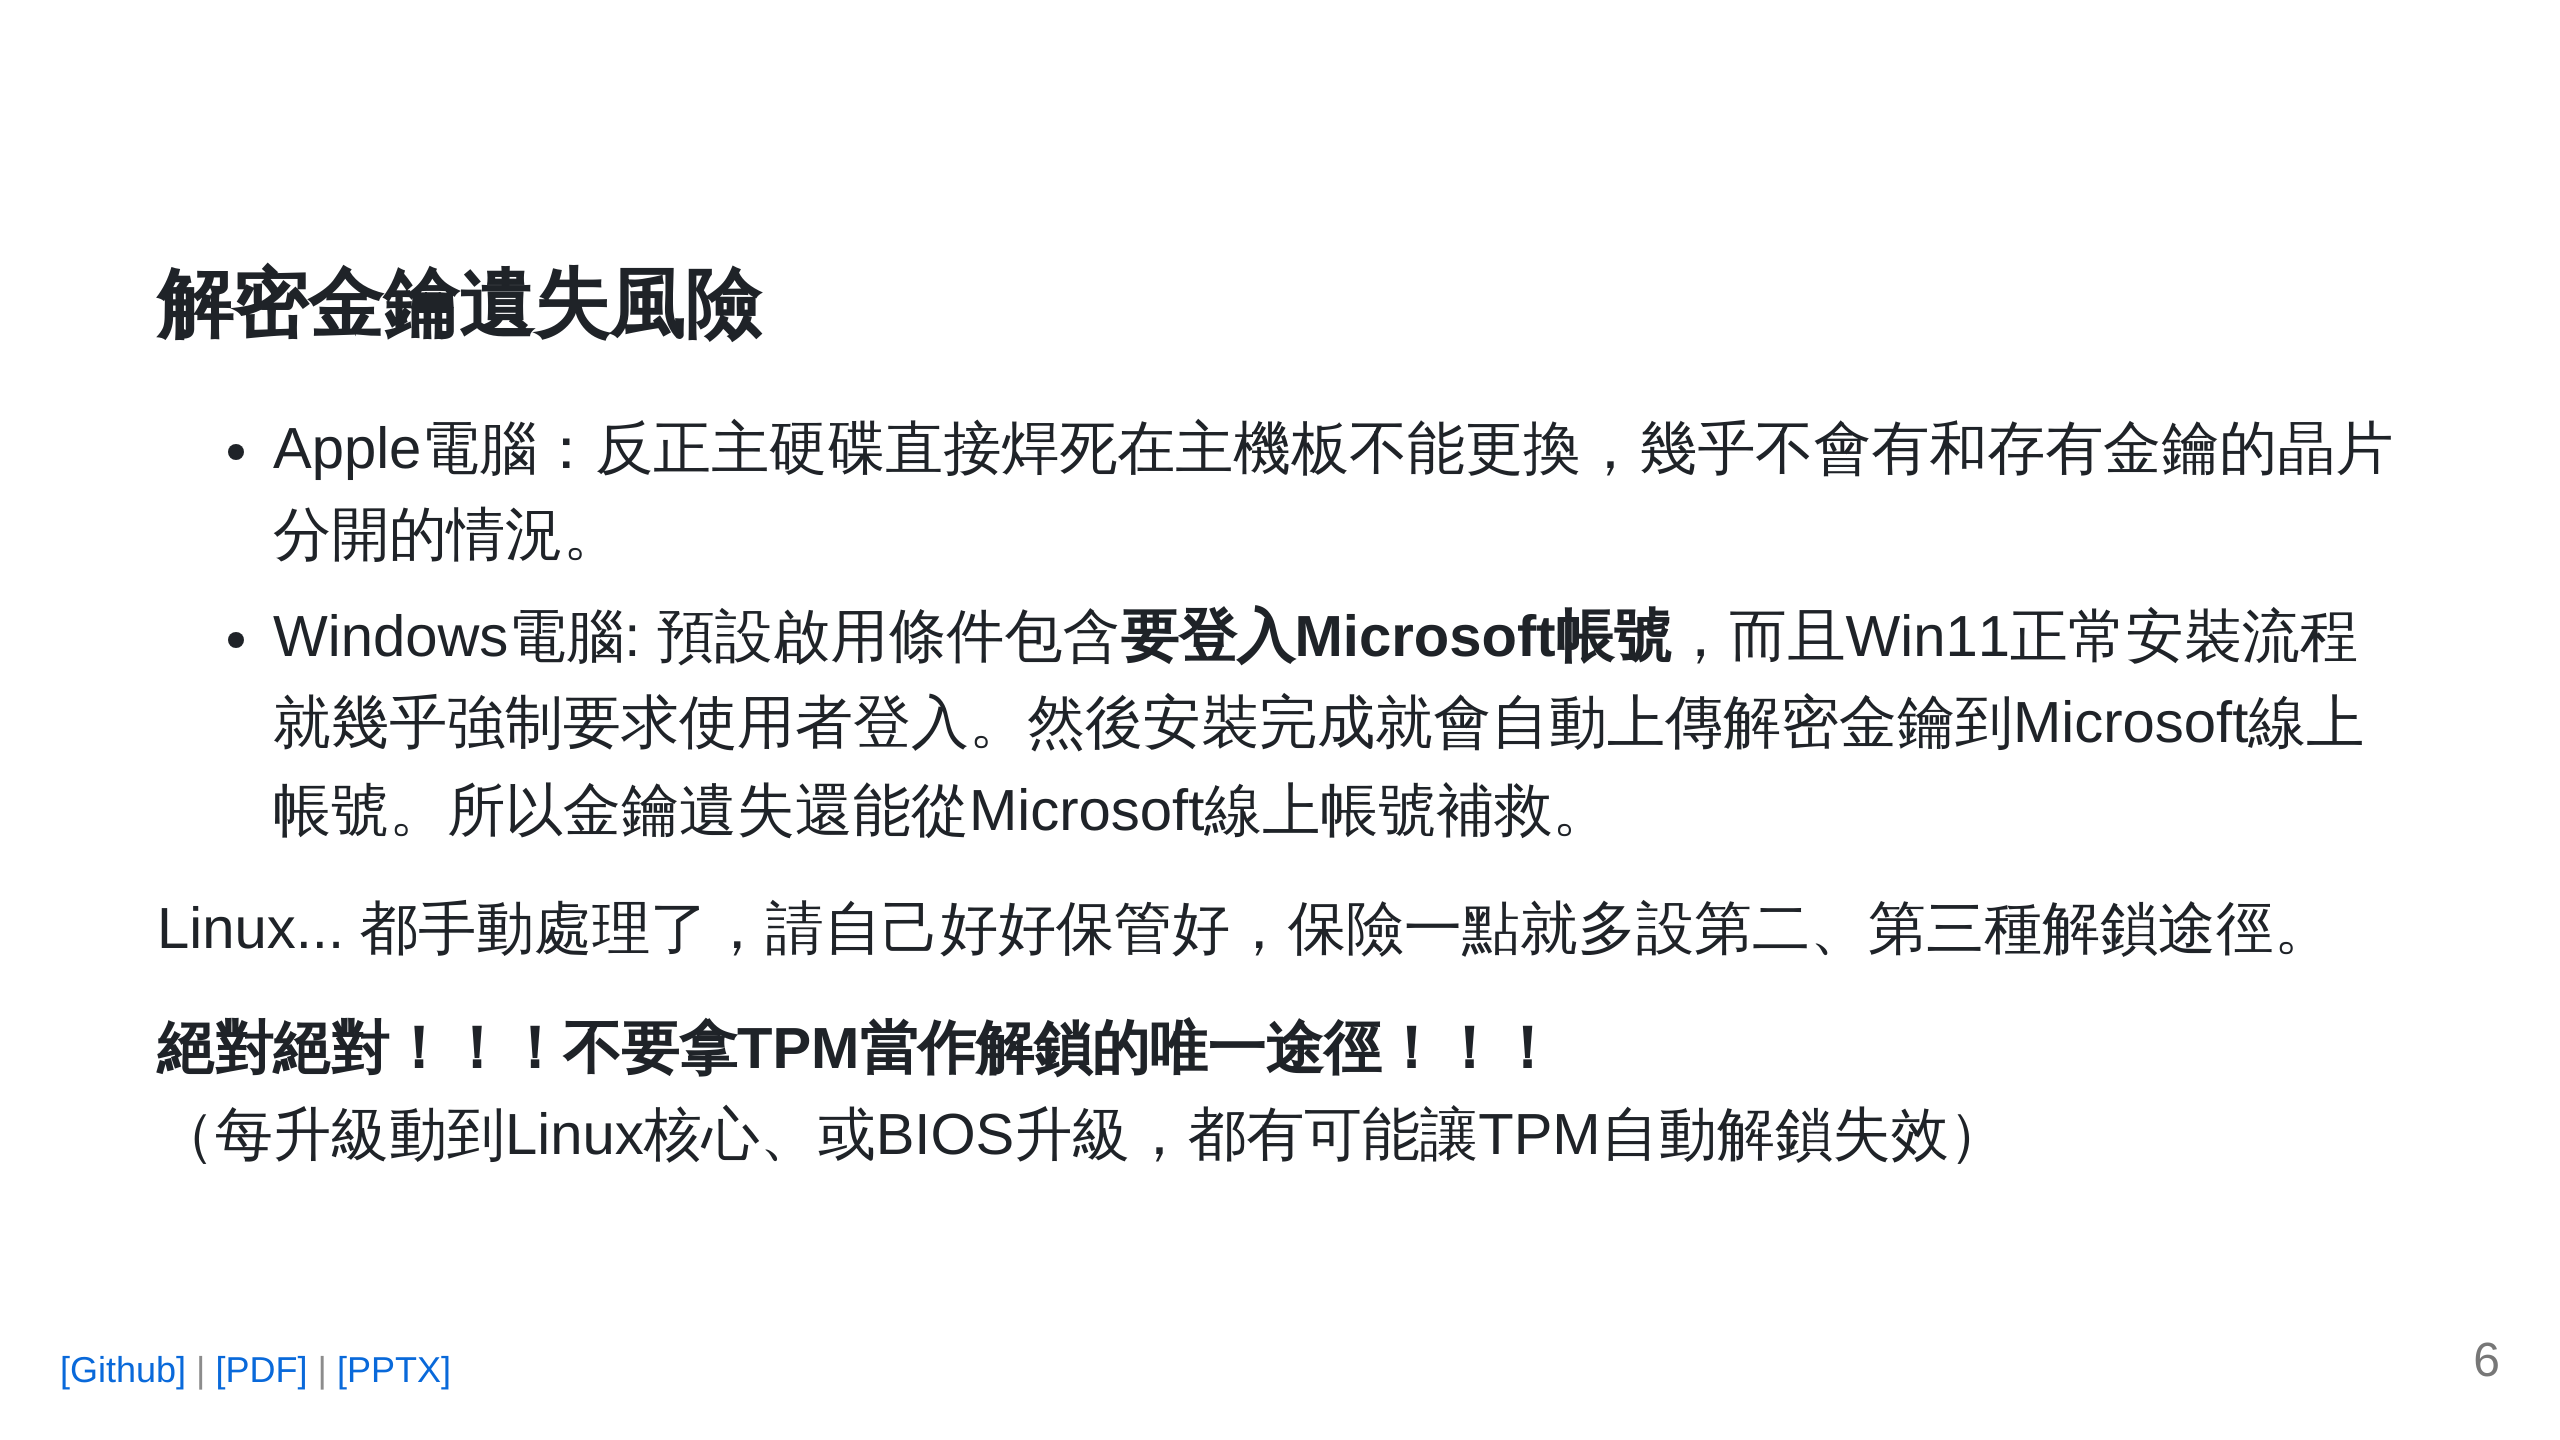 解密金鑰遺失風險
• Apple電腦：反正主硬碟直接焊死在主機板不能更換，幾乎不會有和存有金鑰的晶片
分開的情況。
• Windows電腦: 預設啟用條件包含要登入Microsoft帳號，而且Win11正常安裝流程
就幾乎強制要求使用者登入。然後安裝完成就會自動上傳解密金鑰到Microsoft線上
帳號。所以金鑰遺失還能從Microsoft線上帳號補救。
Linux... 都手動處理了，請自己好好保管好，保險一點就多設第二、第三種解鎖途徑。
絕對絕對！！！不要拿TPM當作解鎖的唯一途徑！！！
（每升級動到Linux核心、或BIOS升級，都有可能讓TPM自動解鎖失效）
[Github] | [PDF] | [PPTX]
6